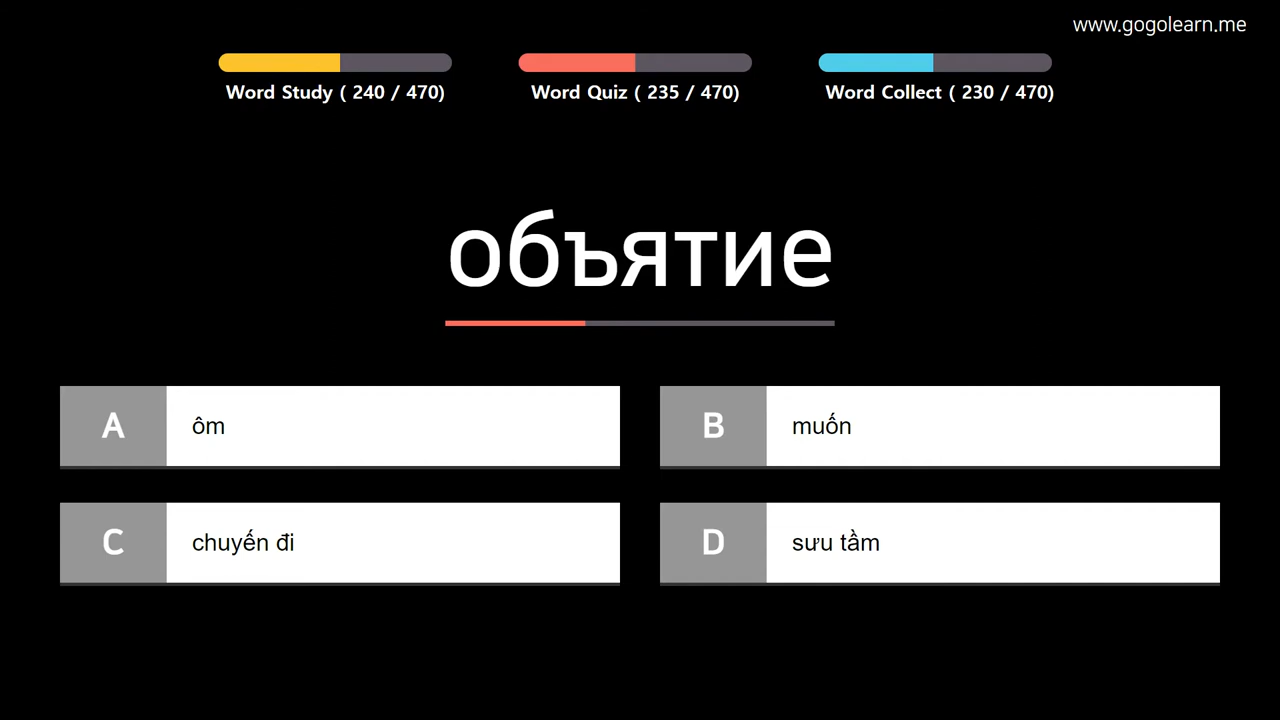 www.gogolearn.me
Word Study ( 240 / 470)
Word Quiz ( 235 / 470)
Word Collect ( 230 / 470)
объятие
A ôm
B muốn
C chuyến đi
D sưu tầm